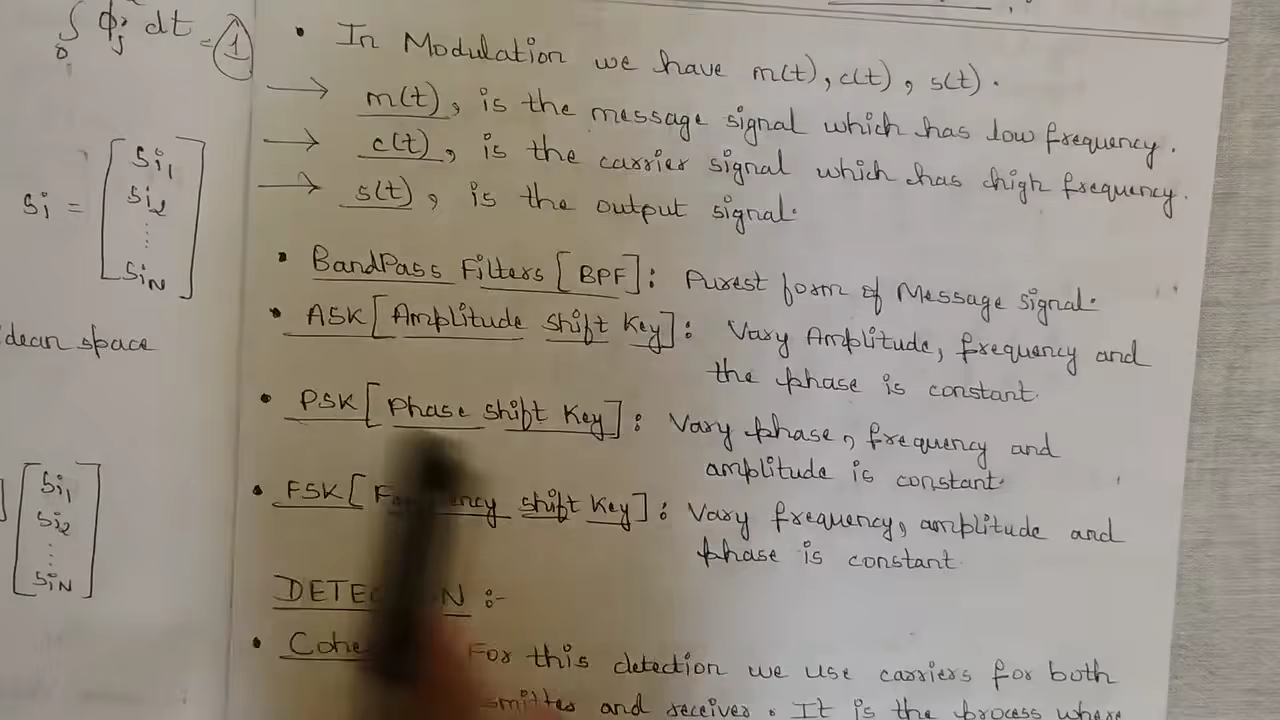 ∫₀ ϕⱼ dt = 1
Si = [Si1
Si2
⋮
SiN]
dean space
[Si1
Si2
⋮
SiN]
• In Modulation we have m(t), c(t), s(t).
→ m(t), is the message signal which has low frequency.
→ c(t), is the carrier signal which has high frequency.
→ s(t), is the output signal.
• BandPass Filters [BPF]: Purest form of Message signal.
• ASK [Amplitude Shift Key]: Vary Amplitude, frequency and
the phase is constant.
• PSK [Phase Shift Key]: Vary phase, frequency and
amplitude is constant.
• FSK [ shift Key]: Vary frequency, amplitude and
phase is constant.
:-
• For this detection we use carriers for both
and receiver. It is the process where